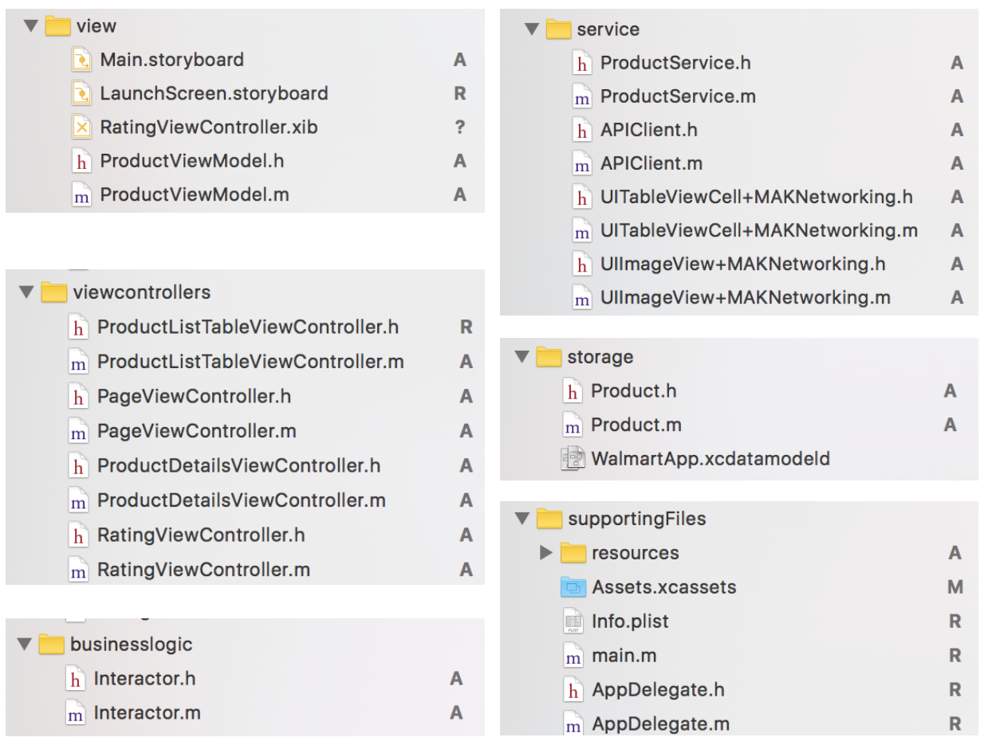 view
Main.storyboard A
LaunchScreen.storyboard R
RatingViewController.xib ?
h ProductViewModel.h A
m ProductViewModel.m A
viewcontrollers
h ProductListTableViewController.h R
m ProductListTableViewController.m A
h PageViewController.h A
m PageViewController.m A
h ProductDetailsViewController.h A
m ProductDetailsViewController.m A
h RatingViewController.h A
m RatingViewController.m A
businesslogic
h Interactor.h A
m Interactor.m A
service
h ProductService.h A
m ProductService.m A
h APIClient.h A
m APIClient.m A
h UITableViewCell+MAKNetworking.h A
m UITableViewCell+MAKNetworking.m A
h UIImageView+MAKNetworking.h A
m UIImageView+MAKNetworking.m A
storage
h Product.h A
m Product.m A
WalmartApp.xcdatamodeld
supportingFiles
resources A
Assets.xcassets M
PLIST Info.plist R
m main.m R
h AppDelegate.h R
m AppDelegate.m R